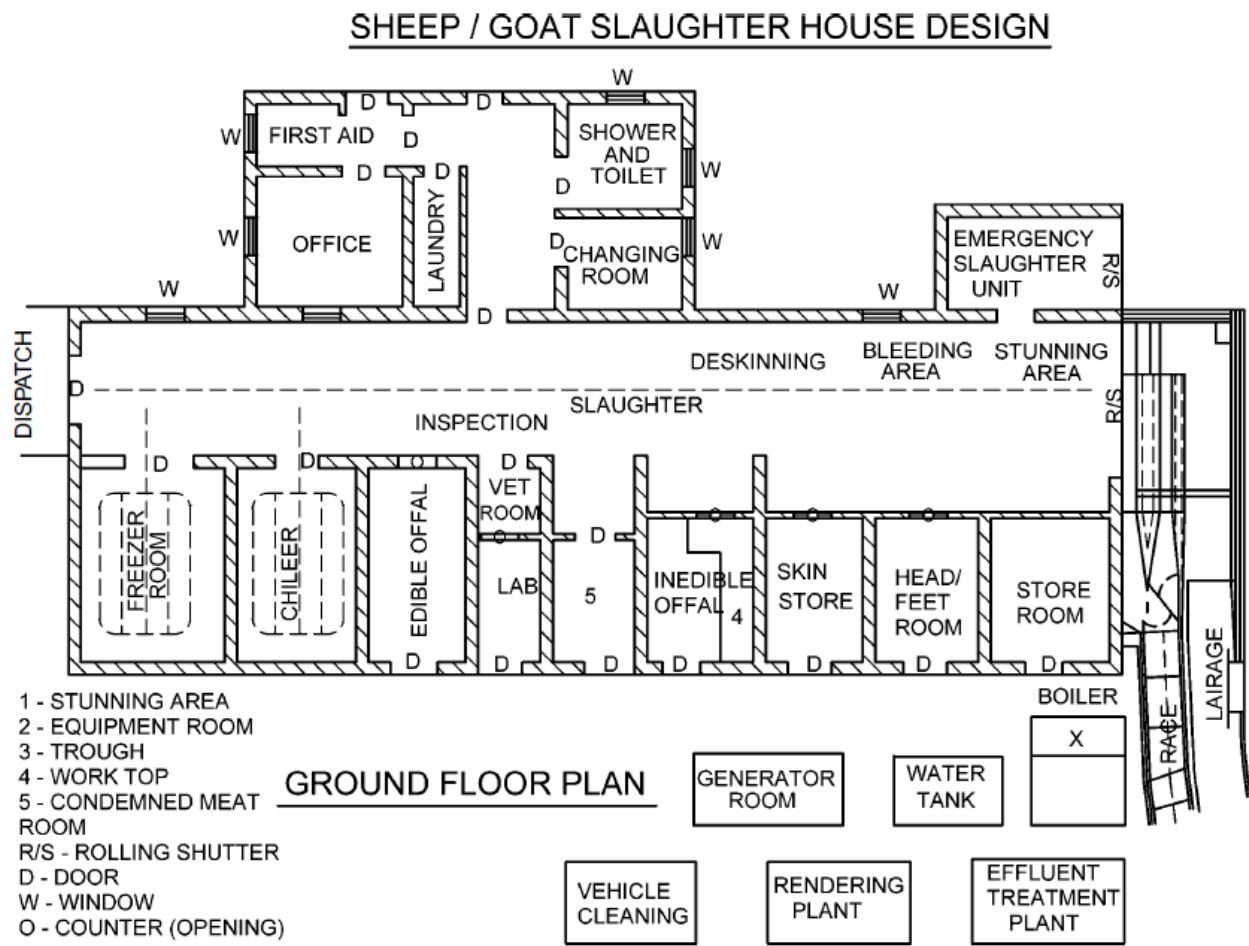 SHEEP / GOAT SLAUGHTER HOUSE DESIGN
W
D
D
W
FIRST AID
D
SHOWER
AND
TOILET
D
D
D
W
W
OFFICE
LAUNDRY
D
CHANGING
ROOM
W
EMERGENCY
SLAUGHTER
UNIT
R/S
W
D
W
DISPATCH
D
DESKINNING
BLEEDING
AREA
STUNNING
AREA
SLAUGHTER
R/S
INSPECTION
D
D
O
D
FREEZER
ROOM
CHILEER
EDIBLE OFFAL
VET
ROOM
O
LAB
D
5
O
INEDIBLE
OFFAL
4
O
SKIN
STORE
O
HEAD/
FEET
ROOM
STORE
ROOM
D
D
D
D
D
D
D
LAIRAGE
RACE
BOILER
X
1 - STUNNING AREA
2 - EQUIPMENT ROOM
3 - TROUGH
4 - WORK TOP
5 - CONDEMNED MEAT
ROOM
R/S - ROLLING SHUTTER
D - DOOR
W - WINDOW
O - COUNTER (OPENING)
GROUND FLOOR PLAN
GENERATOR
ROOM
WATER
TANK
VEHICLE
CLEANING
RENDERING
PLANT
EFFLUENT
TREATMENT
PLANT